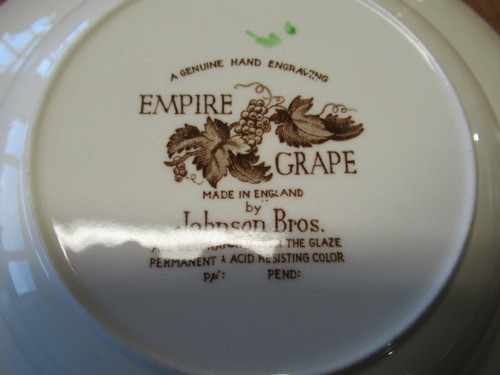 A GENUINE HAND ENGRAVING
EMPIRE
GRAPE
MADE IN ENGLAND
by
Johnson Bros.
THE GLAZE
PERMANENT & ACID RESISTING COLOR
PAT: PEND: